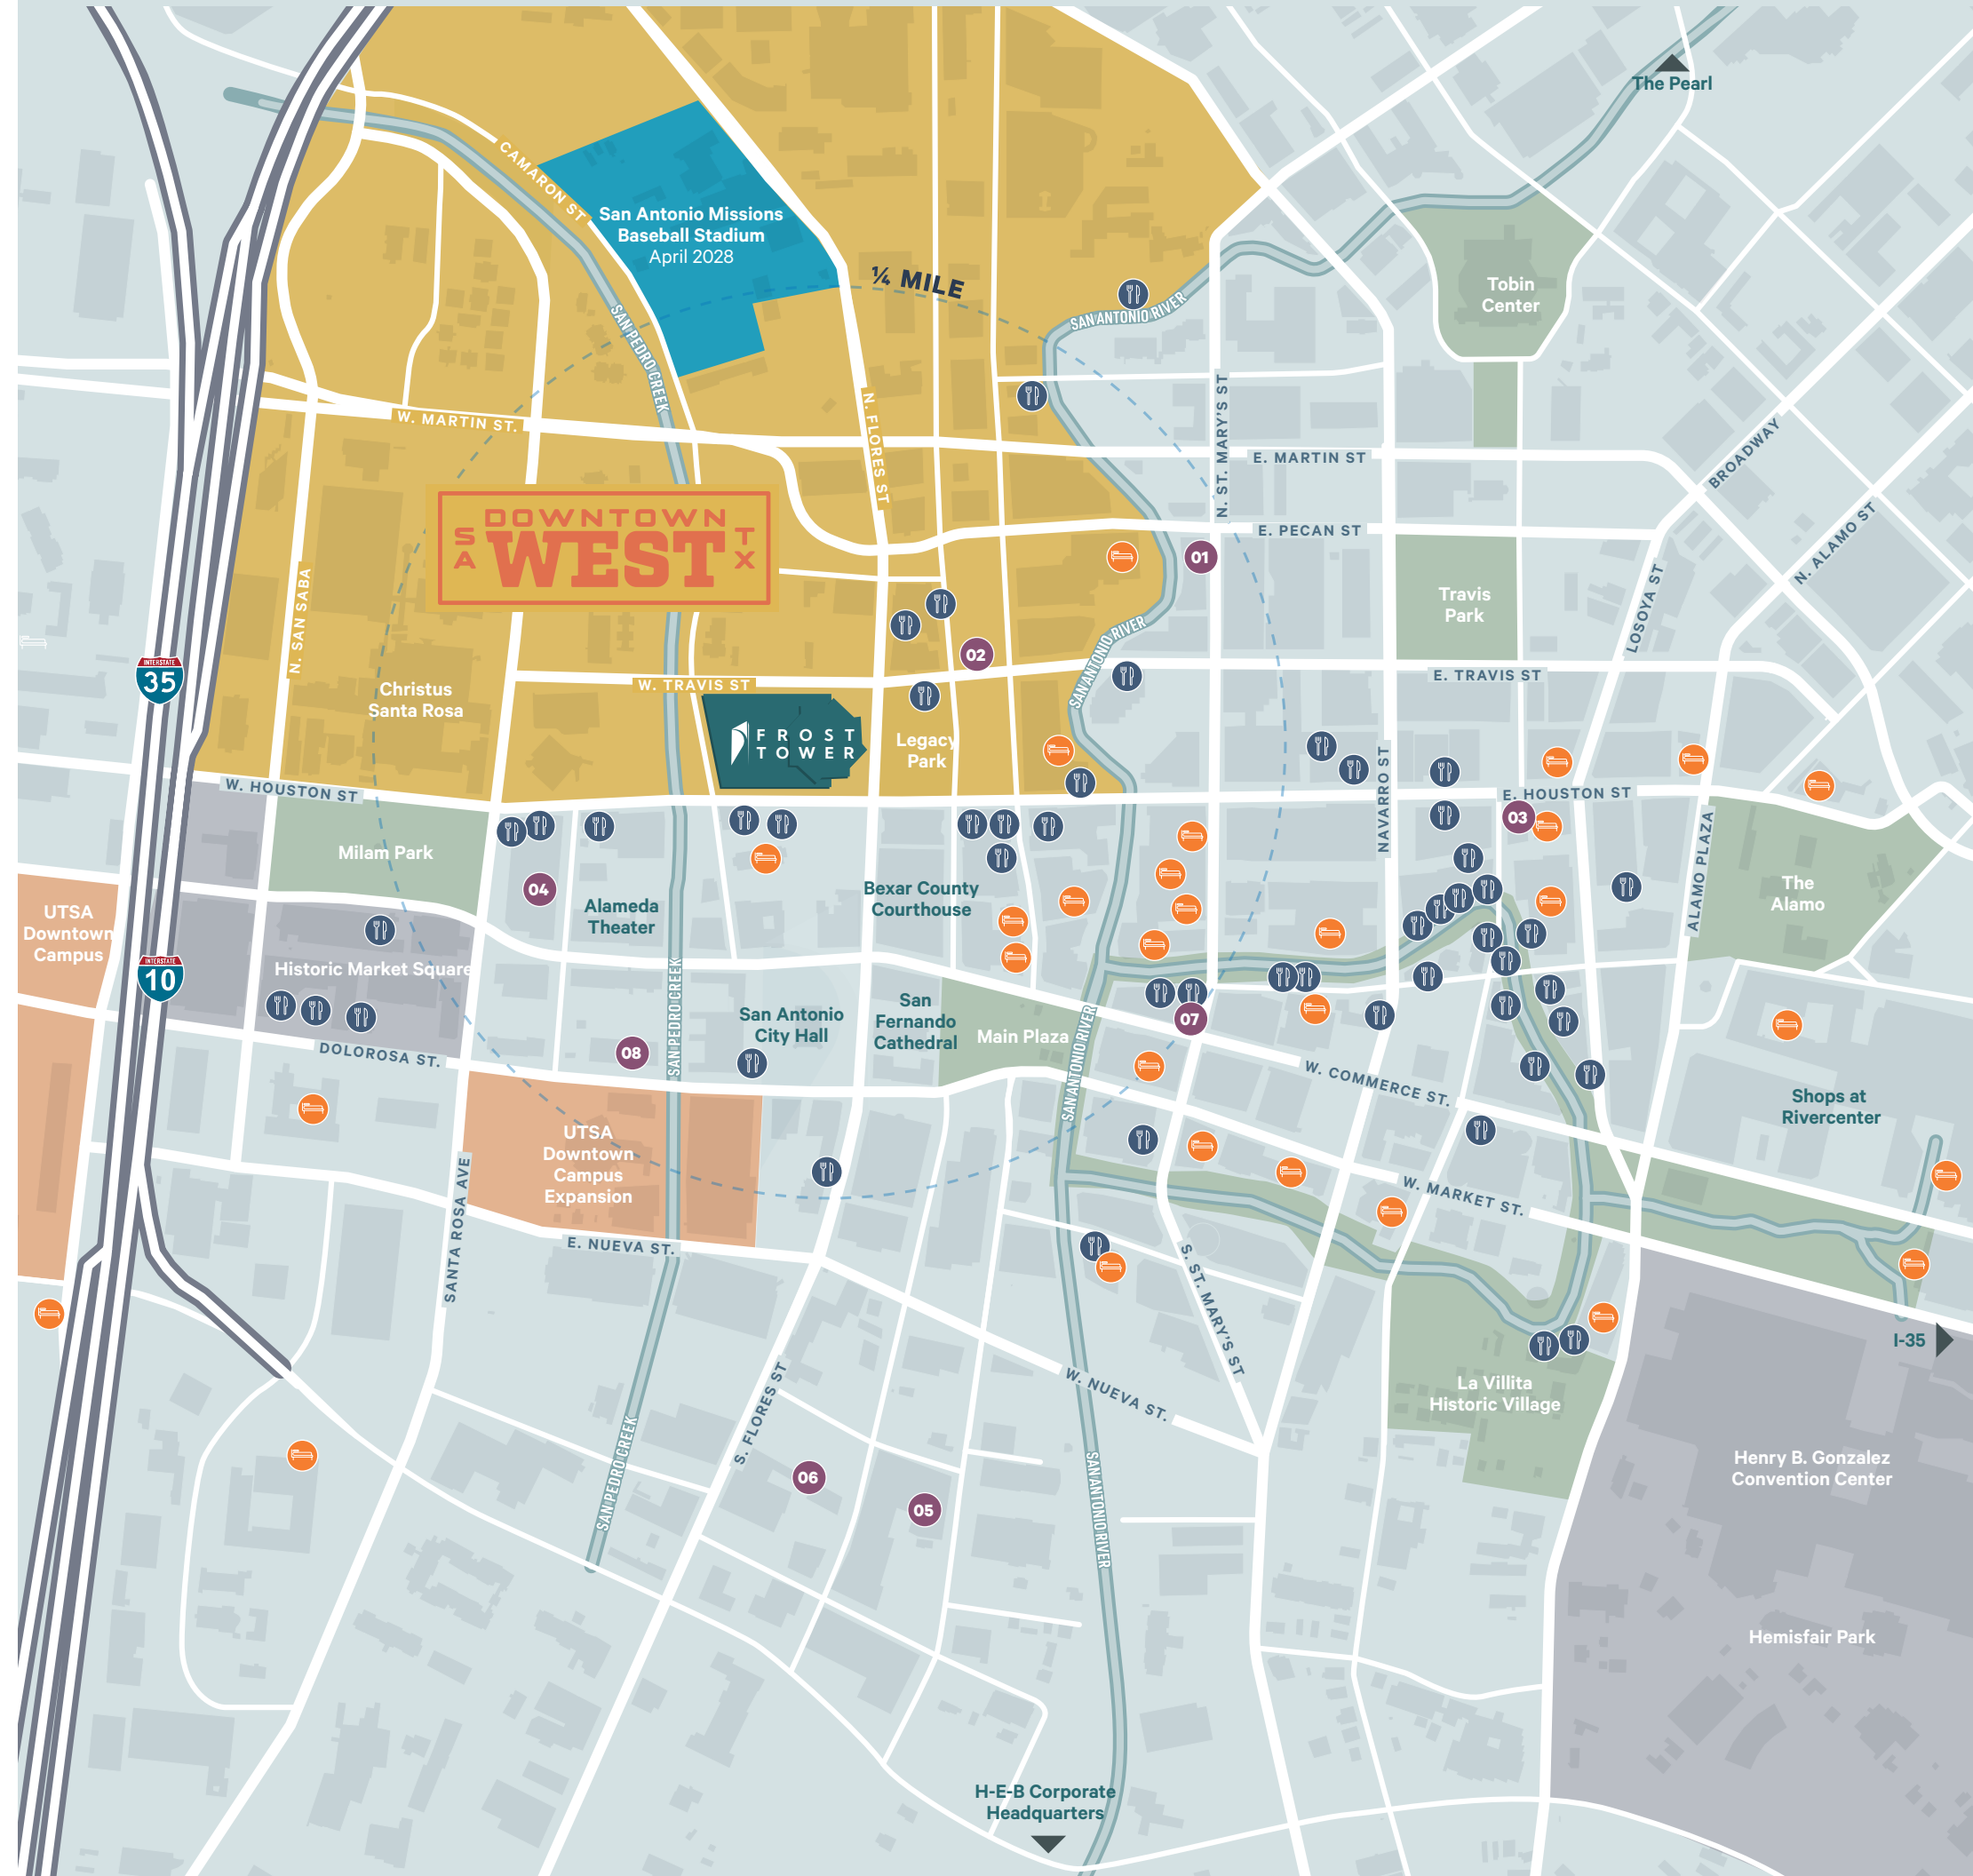 The Pearl
CAMARON ST
San Antonio Missions
Baseball Stadium
April 2028
¼ MILE
SAN ANTONIO RIVER
Tobin
Center
SAN PEDRO CREEK
N. FLORES ST
N. ST. MARY'S ST
W. MARTIN ST.
E. MARTIN ST
BROADWAY
DOWNTOWN
SA
WEST
TX
E. PECAN ST
N. ALAMO ST
01
N. SAN SABA
LOSOYA ST
Travis
Park
02
SAN ANTONIO RIVER
INTERSTATE
35
Christus
Santa Rosa
W. TRAVIS ST
E. TRAVIS ST
FROST
TOWER
Legacy
Park
NAVARRO ST
W. HOUSTON ST
E. HOUSTON ST
03
ALAMO PLAZA
Milam Park
04
Alameda
Theater
Bexar County
Courthouse
The
Alamo
UTSA
Downtown
Campus
INTERSTATE
10
Historic Market Square
SAN PEDRO CREEK
San Antonio
City Hall
San
Fernando
Cathedral
Main Plaza
SAN ANTONIO RIVER
07
DOLOROSA ST.
08
W. COMMERCE ST.
Shops at
Rivercenter
UTSA
Downtown
Campus
Expansion
SANTA ROSA AVE
W. MARKET ST.
E. NUEVA ST.
S. ST. MARY'S ST
I-35
W. NUEVA ST.
La Villita
Historic Village
S. FLORES ST
SAN PEDRO CREEK
06
05
SAN ANTONIO RIVER
Henry B. Gonzalez
Convention Center
Hemisfair Park
H-E-B Corporate
Headquarters